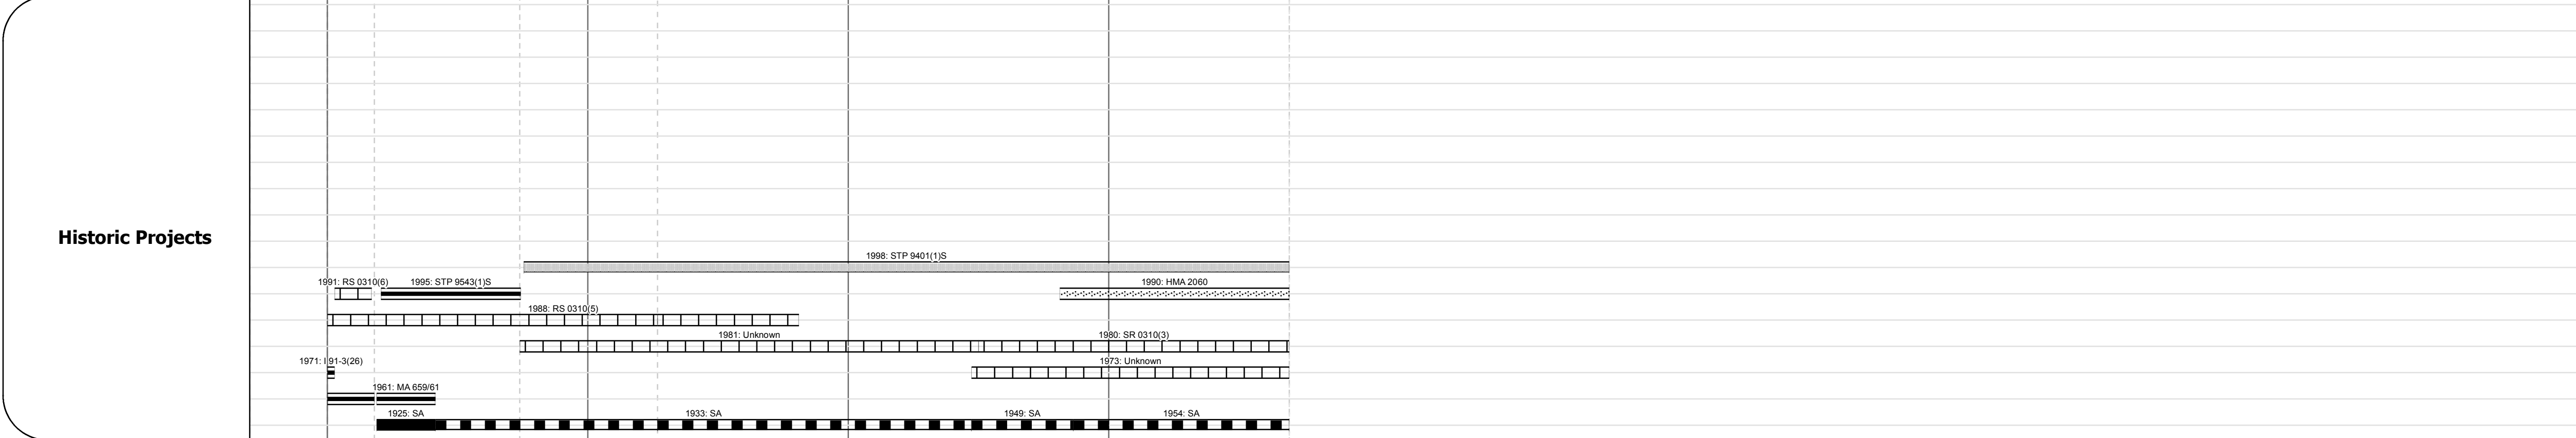 Historic Projects
1998: STP 9401(1)S
1991: RS 0310(6) 1995: STP 9543(1)S 1990: HMA 2060
1988: RS 0310(5)
1981: Unknown 1980: SR 0310(3)
1971: I 91-3(26) 1973: Unknown
1961: MA 659/61
1925: SA 1933: SA 1949: SA 1954: SA